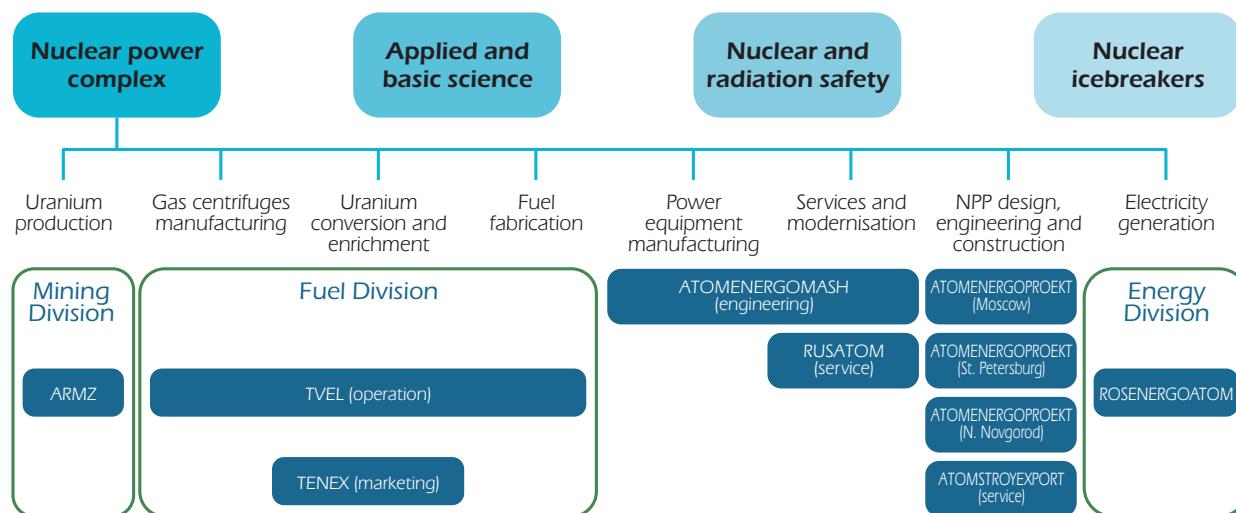 Nuclear power
complex
Applied and
basic science
Nuclear and
radiation safety
Nuclear
icebreakers
Uranium
production
Gas centrifuges
manufacturing
Uranium
conversion and
enrichment
Fuel
fabrication
Power
equipment
manufacturing
Services and
modernisation
NPP design,
engineering and
construction
Electricity
generation
Mining
Division
ARMZ
Fuel Division
TVEL (operation)
TENEX (marketing)
ATOMENERGOMASH
(engineering)
RUSATOM
(service)
ATOMENERGOPROEKT
(Moscow)
ATOMENERGOPROEKT
(St. Petersburg)
ATOMENERGOPROEKT
(N. Novgorod)
ATOMSTROYEXPORT
(service)
Energy
Division
ROSENERGOATOM